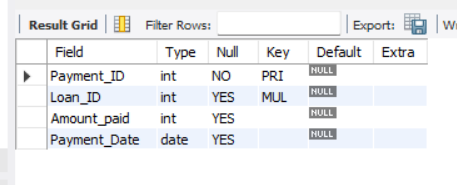 Result Grid Filter Rows: Export:
Field Type Null Key Default Extra
Payment_ID int NO PRI NULL
Loan_ID int YES MUL NULL
Amount_paid int YES NULL
Payment_Date date YES NULL